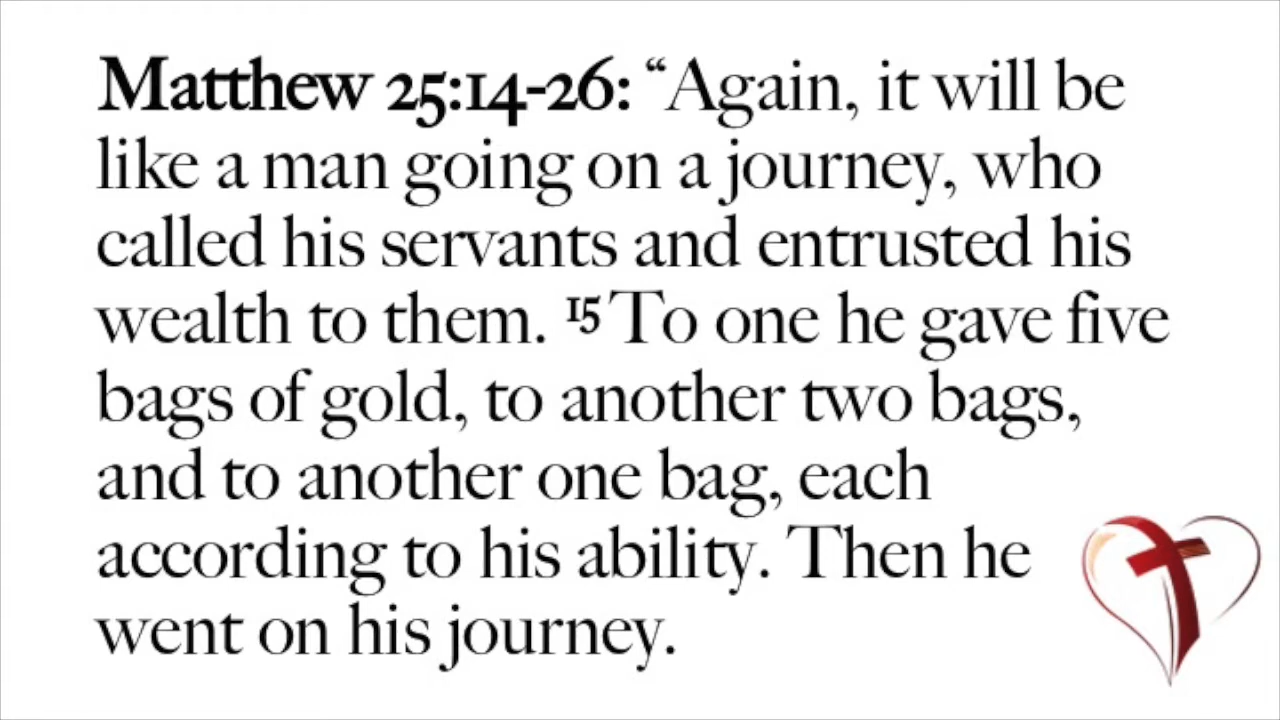 Matthew 25:14-26: “Again, it will be
like a man going on a journey, who
called his servants and entrusted his
wealth to them. 15 To one he gave five
bags of gold, to another two bags,
and to another one bag, each
according to his ability. Then he
went on his journey.